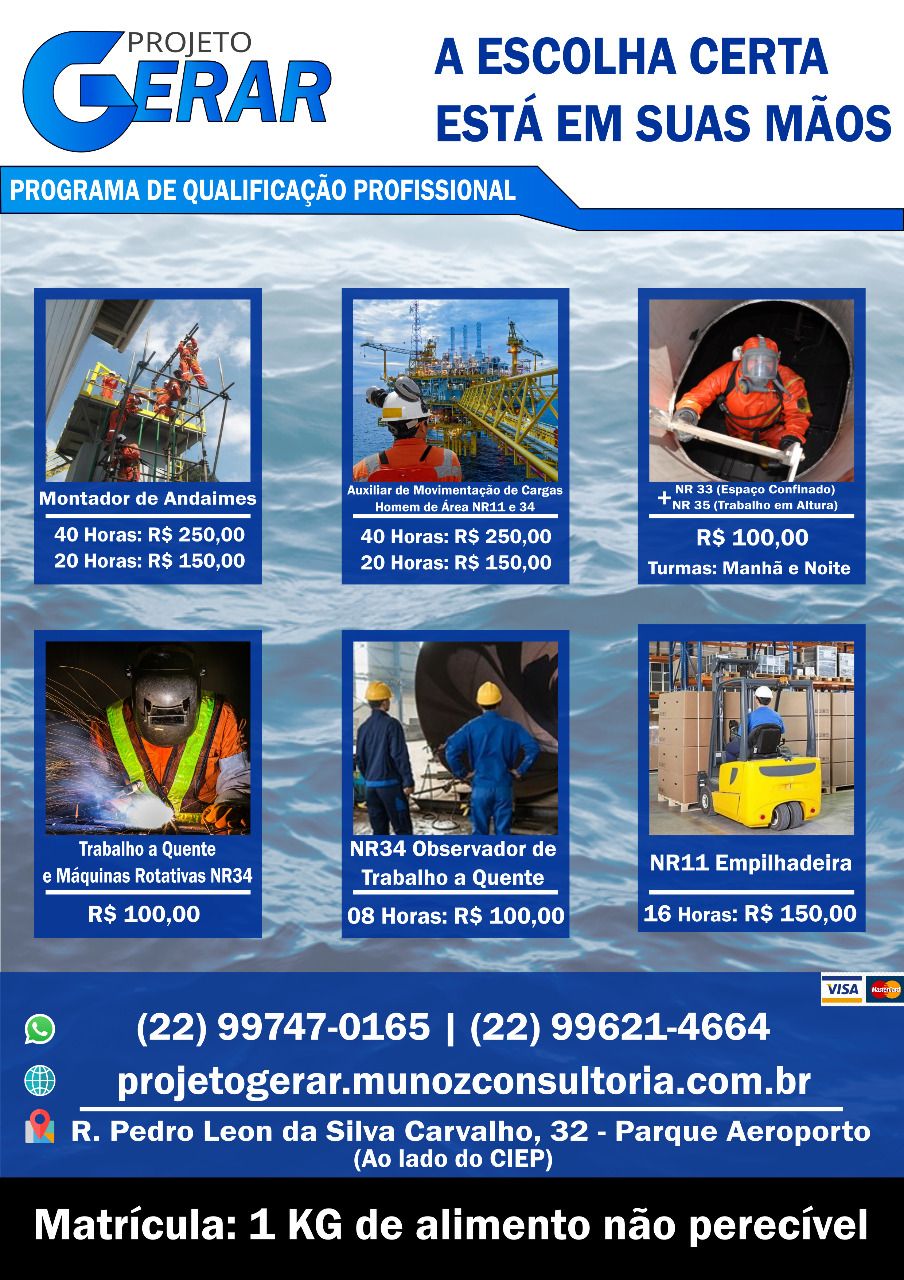 PROJETO
GERAR
A ESCOLHA CERTA
ESTÁ EM SUAS MÃOS
PROGRAMA DE QUALIFICAÇÃO PROFISSIONAL
Montador de Andaimes
40 Horas: R$ 250,00
20 Horas: R$ 150,00
Auxiliar de Movimentação de Cargas
Homem de Área NR11 e 34
40 Horas: R$ 250,00
20 Horas: R$ 150,00
+ NR 33 (Espaço Confinado)
NR 35 (Trabalho em Altura)
R$ 100,00
Turmas: Manhã e Noite
Trabalho a Quente
e Máquinas Rotativas NR34
R$ 100,00
NR34 Observador de
Trabalho a Quente
08 Horas: R$ 100,00
NR11 Empilhadeira
16 Horas: R$ 150,00
VISA MasterCard
(22) 99747-0165 | (22) 99621-4664
projetogerar.munozconsultoria.com.br
R. Pedro Leon da Silva Carvalho, 32 - Parque Aeroporto
(Ao lado do CIEP)
Matrícula: 1 KG de alimento não perecível